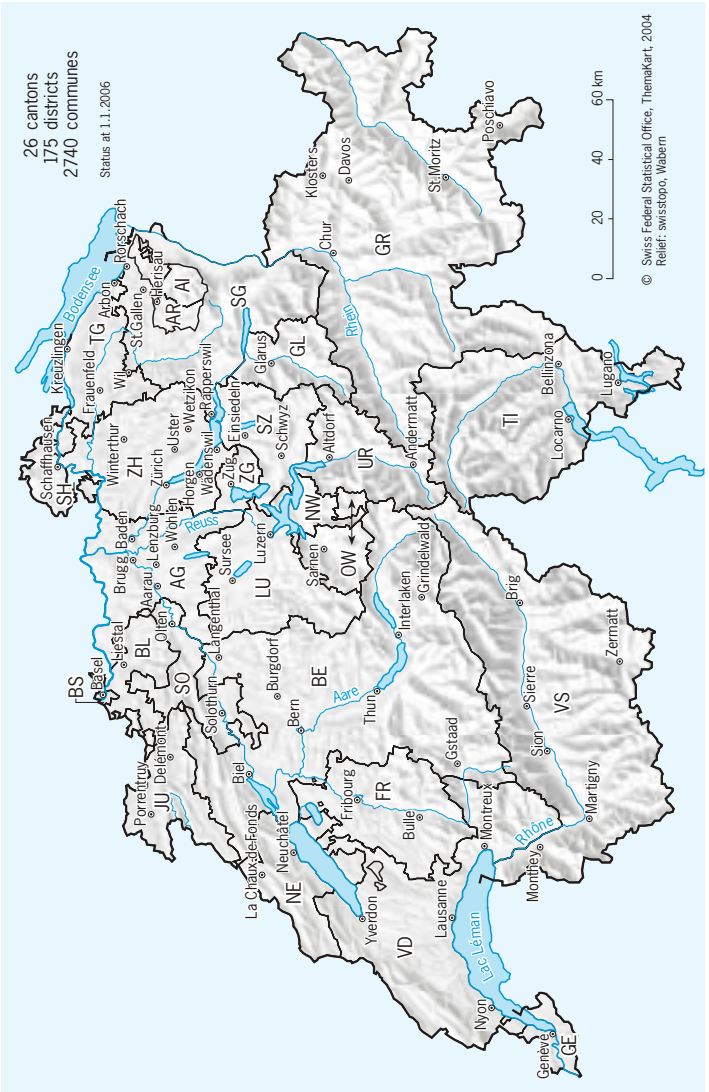 26 cantons
175 districts
2740 communes
Status at 1.1.2006
BS
Basel
Schaffhausen
SH
Kreuzlingen
Bodensee
Porrentruy
JU
Delémont
Liestal
BL
Brugg
Baden
Winterthur
Frauenfeld
TG
Arbon
Rorschach
Olten
Aarau
Lenzburg
Wohlen
AG
Zürich
ZH
Uster
Wetzikon
Wil
St.Gallen
Herisau
AR
AI
SO
Solothurn
Langenthal
Sursee
Reuss
Horgen
Wädenswil
Rapperswil
SG
Biel
La Chaux-de-Fonds
Neuchâtel
NE
Burgdorf
LU
Luzern
Zug
ZG
Einsiedeln
SZ
Schwyz
Glarus
GL
Bern
BE
Aare
Sarnen
OW
NW
Altdorf
UR
Rhein
Chur
Klosters
Davos
GR
Yverdon
VD
Fribourg
FR
Bulle
Thun
Interlaken
Grindelwald
Andermatt
St.Moritz
Lausanne
Lac Léman
Montreux
Gstaad
Nyon
Genève
GE
Monthey
Rhône
Martigny
Sion
Sierre
VS
Brig
Zermatt
TI
Locarno
Bellinzona
Lugano
Poschiavo
0 20 40 60 km
© Swiss Federal Statistical Office, ThemaKart, 2004
Relief: swisstopo, Wabern